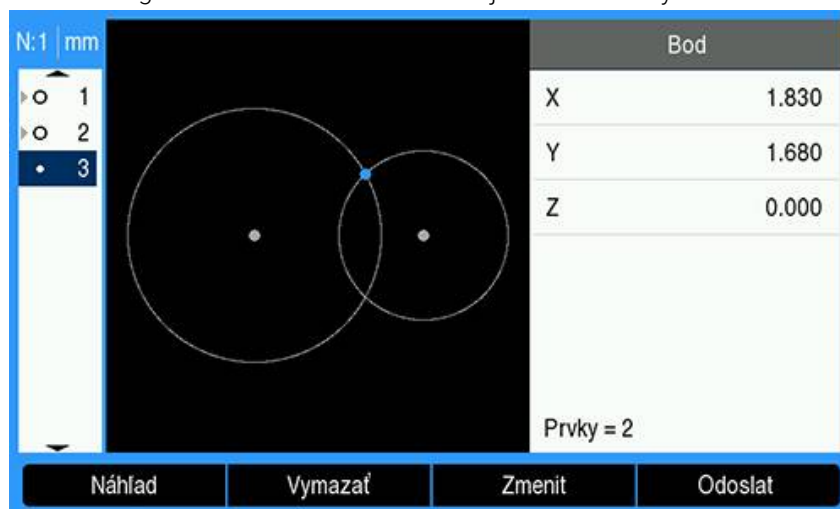 N:1 mm
Bod
1
2
3
X 1.830
Y 1.680
Z 0.000
Prvky = 2
Náhľad Vymazať Zmenit Odoslat